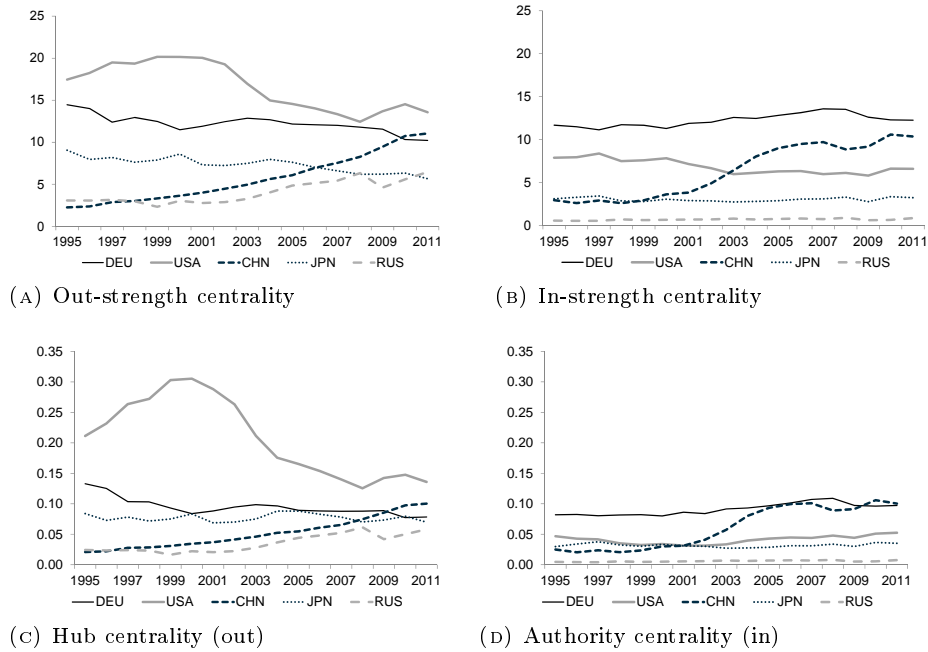 25
20
15
10
5
0
1995 1997 1999 2001 2003 2005 2007 2009 2011
DEU USA CHN JPN RUS
(A) Out-strength centrality
25
20
15
10
5
0
1995 1997 1999 2001 2003 2005 2007 2009 2011
DEU USA CHN JPN RUS
(B) In-strength centrality
0.35
0.30
0.25
0.20
0.15
0.10
0.05
0.00
1995 1997 1999 2001 2003 2005 2007 2009 2011
DEU USA CHN JPN RUS
(C) Hub centrality (out)
0.35
0.30
0.25
0.20
0.15
0.10
0.05
0.00
1995 1997 1999 2001 2003 2005 2007 2009 2011
DEU USA CHN JPN RUS
(D) Authority centrality (in)